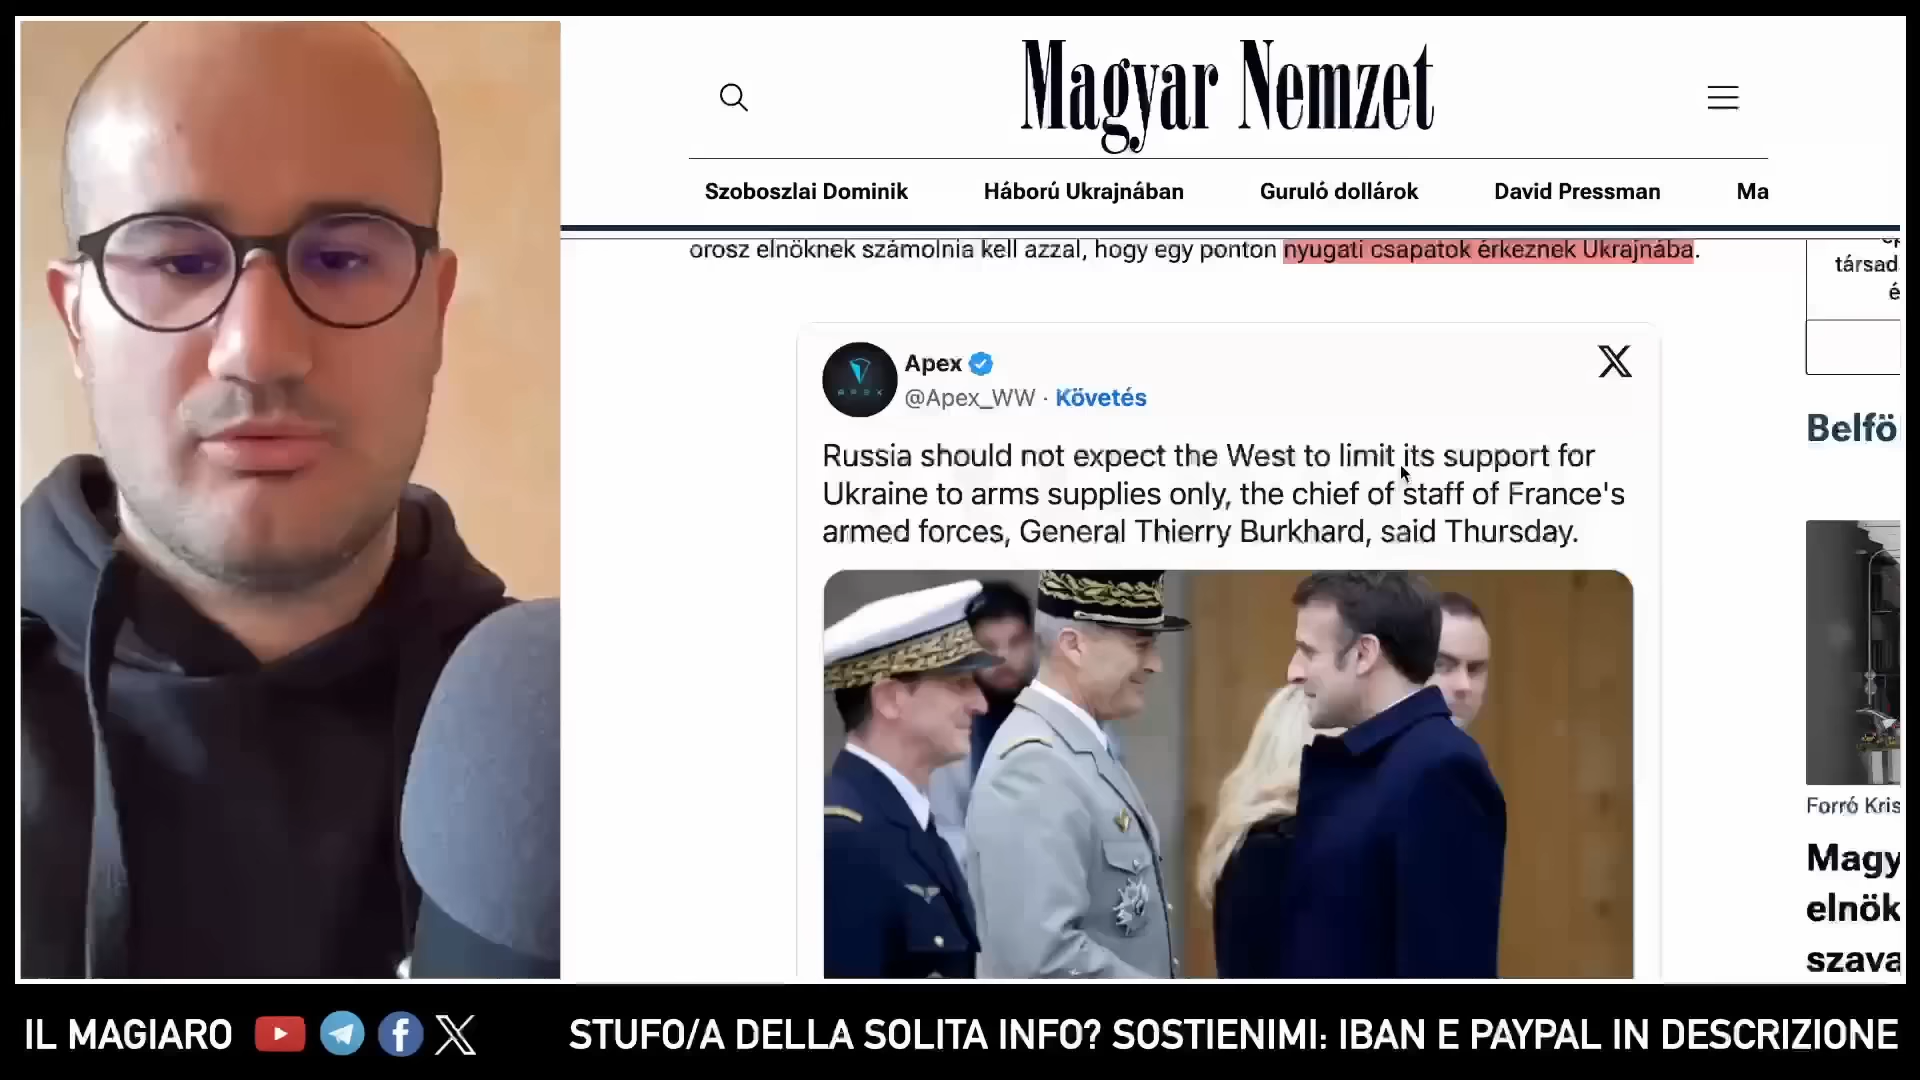 Magyar Nemzet
Szoboszlai Dominik Háború Ukrajnában Guruló dollárok David Pressman Ma
orosz elnöknek számolnia kell azzal, hogy egy ponton nyugati csapatok érkeznek Ukrajnába.
társad
é
Apex
@Apex_WW · Követés
Russia should not expect the West to limit its support for
Ukraine to arms supplies only, the chief of staff of France's
armed forces, General Thierry Burkhard, said Thursday.
APEX
Belfö
Forró Kris
Magy
elnök
szava
IL MAGIARO
STUFO/A DELLA SOLITA INFO? SOSTIENIMI: IBAN E PAYPAL IN DESCRIZIONE